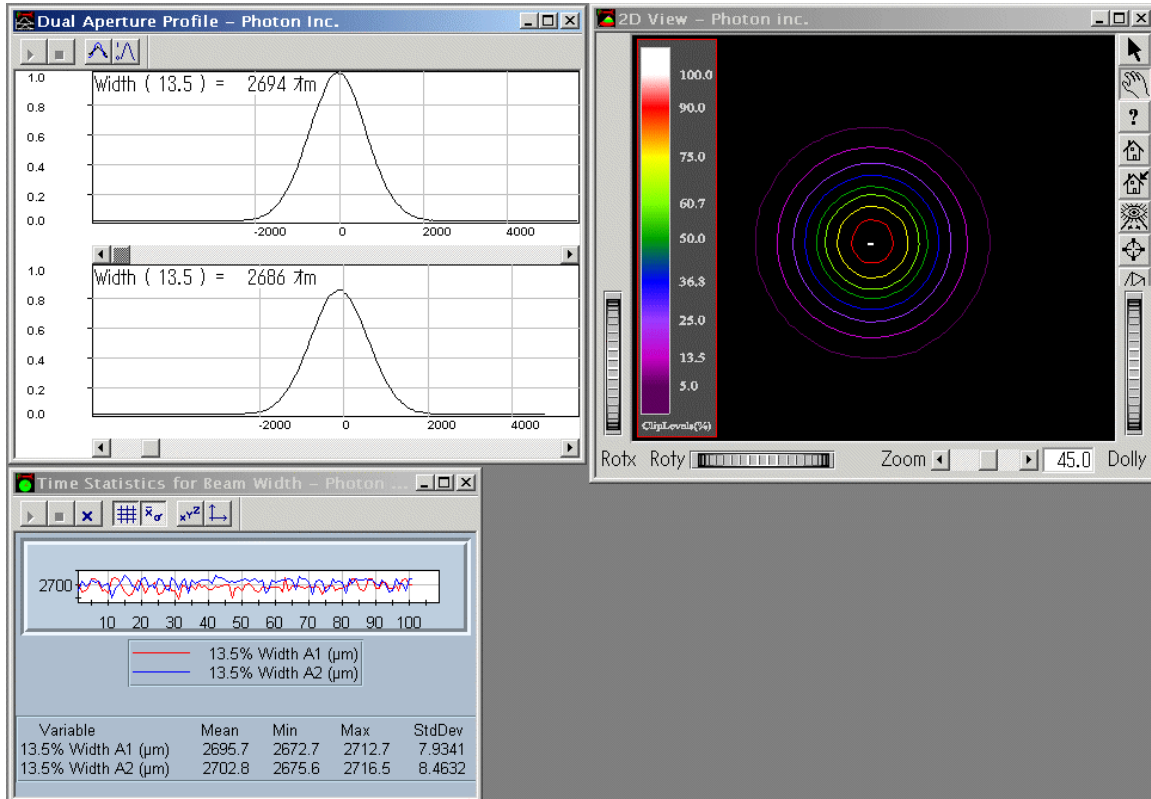 Dual Aperture Profile – Photon Inc.
1.0
Width ( 13.5 ) = 2694 㝆m
0.8
0.6
0.4
0.2
0.0
-2000 0 2000 4000
1.0
Width ( 13.5 ) = 2686 㝆m
0.8
0.6
0.4
0.2
0.0
-2000 0 2000 4000
2D View – Photon inc.
100.0
90.0
75.0
60.7
50.0
36.8
25.0
13.5
5.0
ClipLevels(%)
?
Rotx Roty Zoom 45.0 Dolly
Time Statistics for Beam Width – Photon ...
2700
10 20 30 40 50 60 70 80 90 100
13.5% Width A1 (µm)
13.5% Width A2 (µm)
Variable Mean Min Max StdDev
13.5% Width A1 (µm) 2695.7 2672.7 2712.7 7.9341
13.5% Width A2 (µm) 2702.8 2675.6 2716.5 8.4632